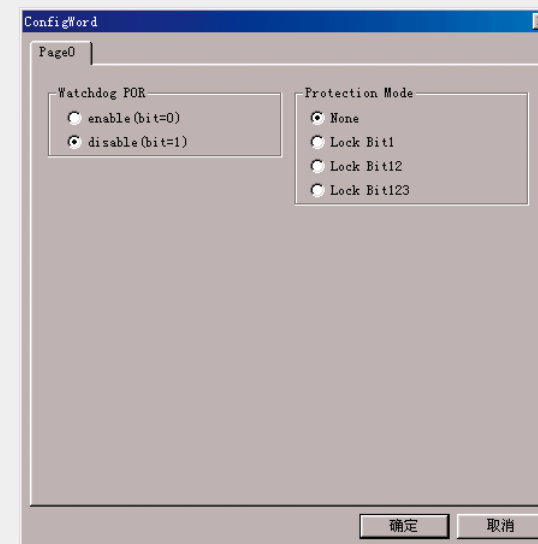 ConfigWord
Page0
Watchdog POR
enable(bit=0)
disable(bit=1)
Protection Mode
None
Lock Bit1
Lock Bit12
Lock Bit123
确定
取消